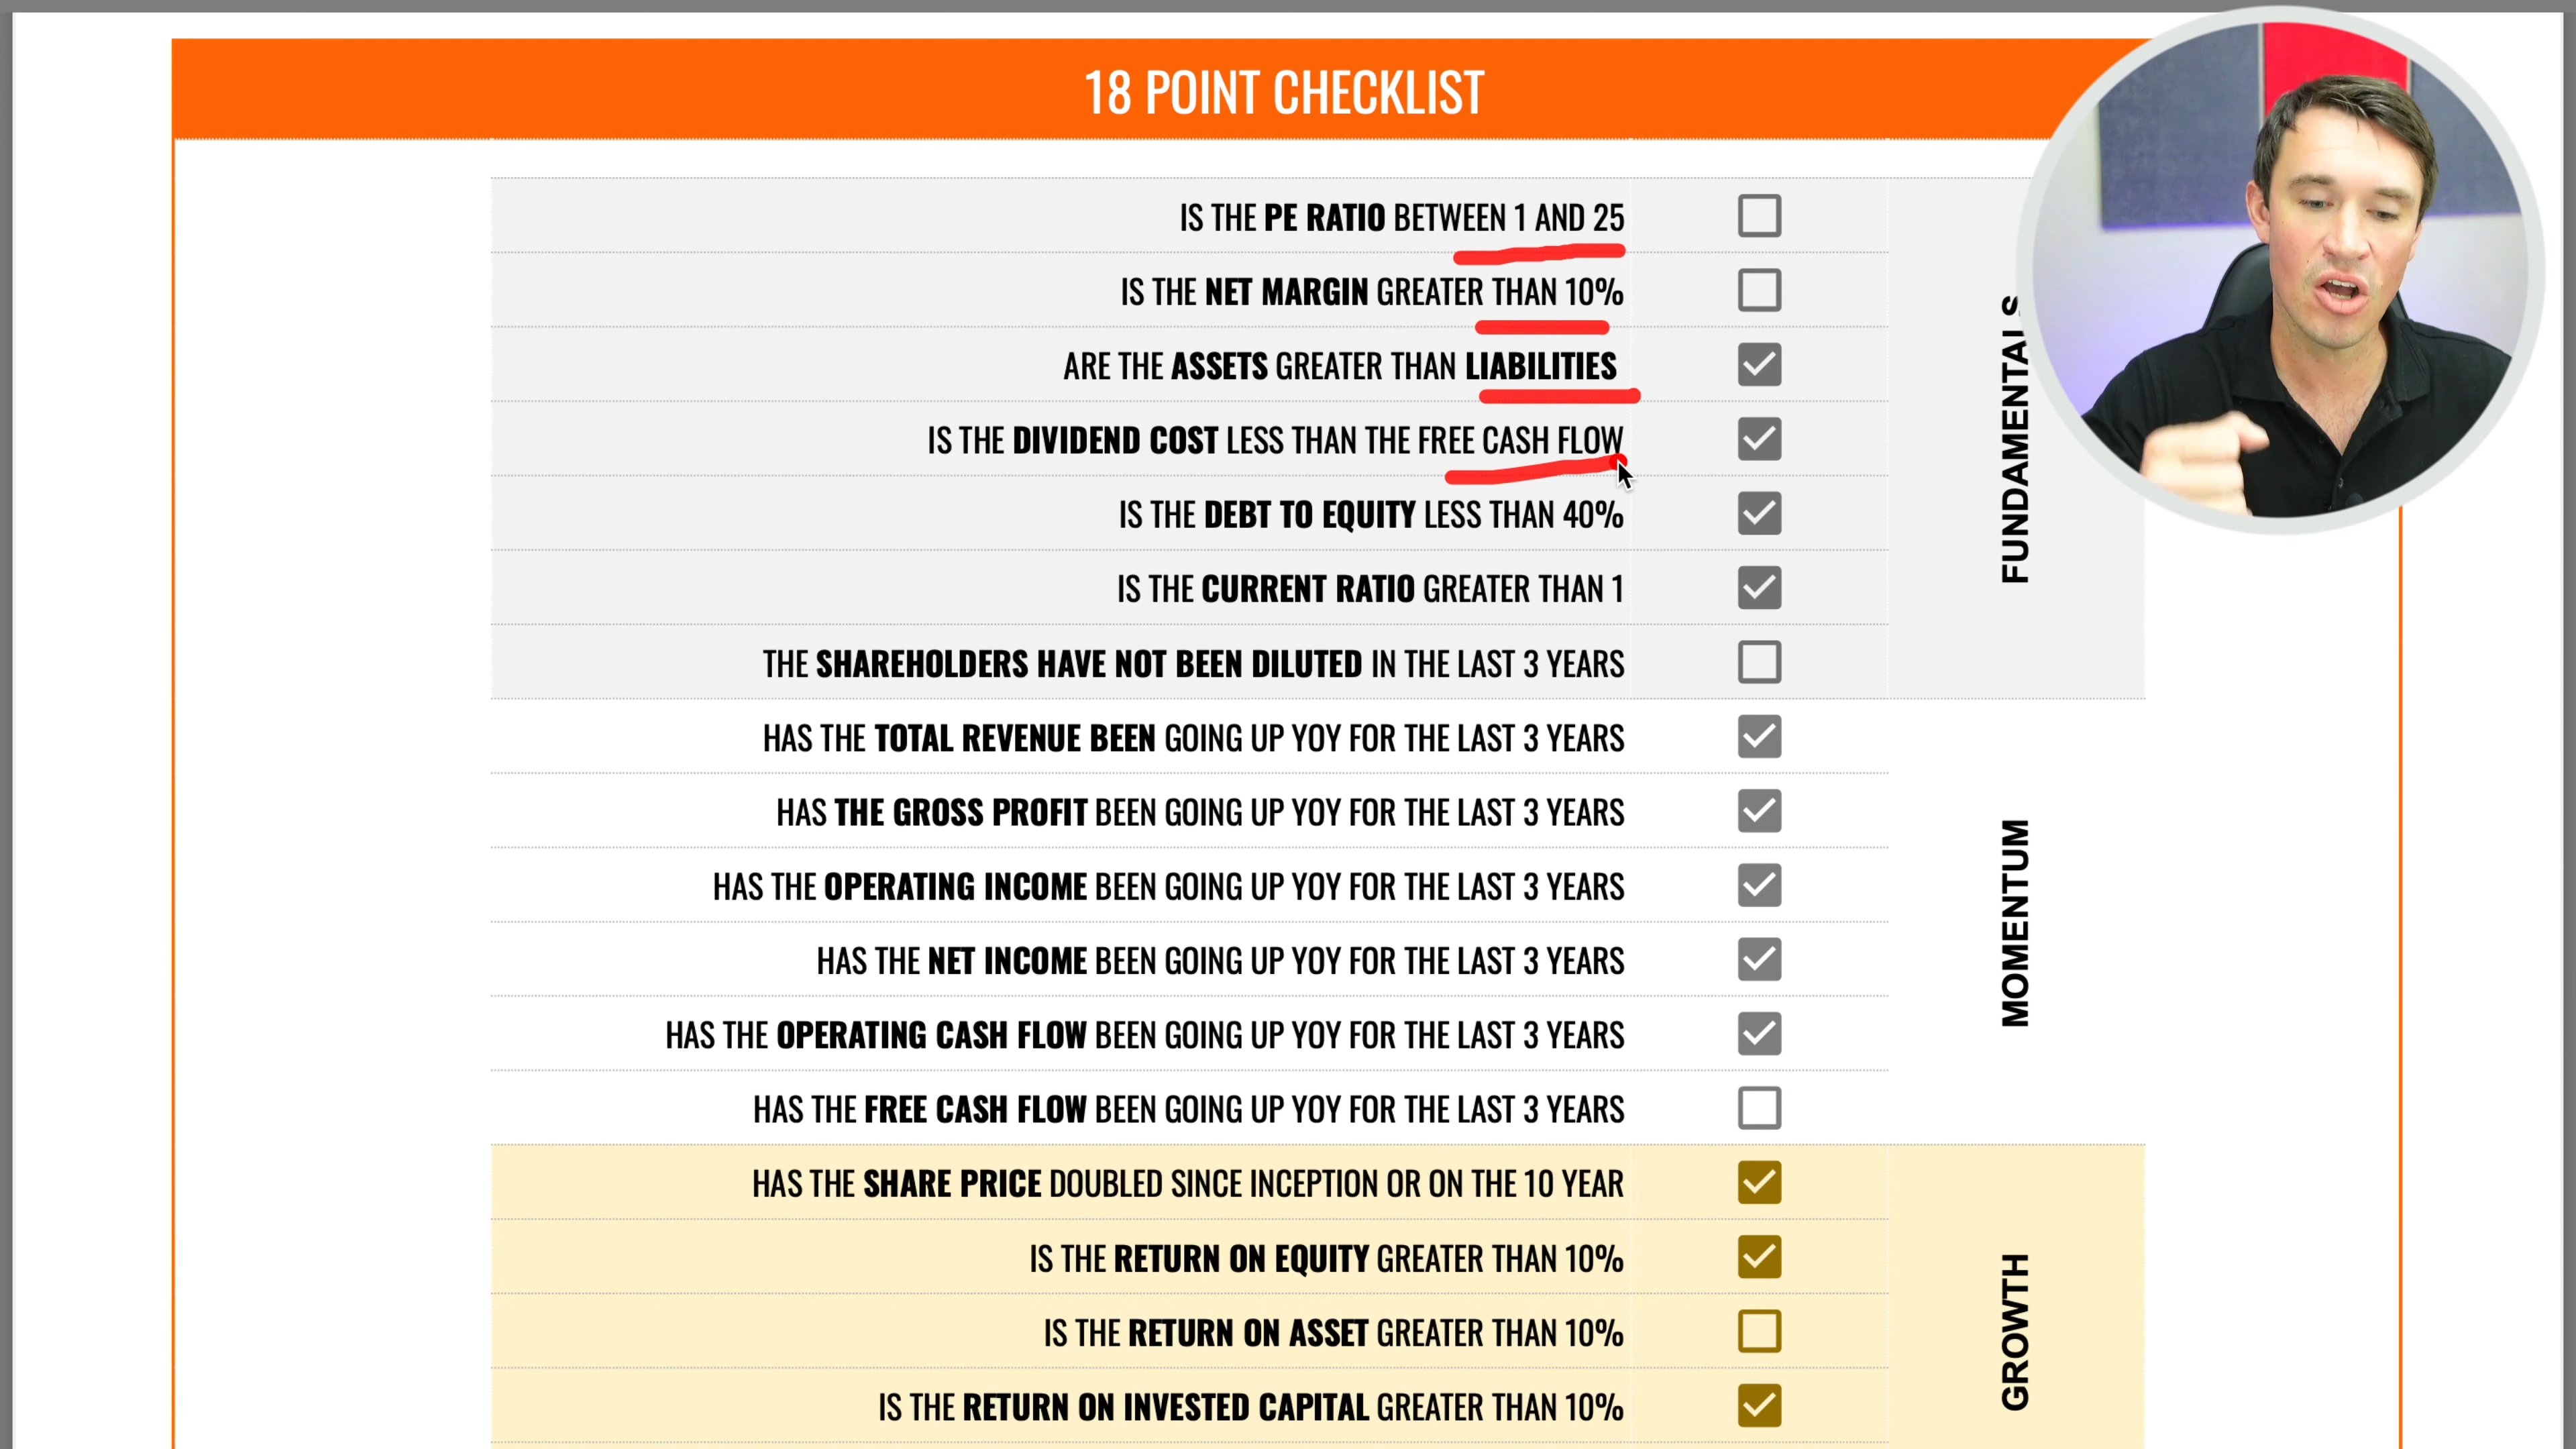 18 POINT CHECKLIST
IS THE PE RATIO BETWEEN 1 AND 25
IS THE NET MARGIN GREATER THAN 10%
ARE THE ASSETS GREATER THAN LIABILITIES
IS THE DIVIDEND COST LESS THAN THE FREE CASH FLOW
IS THE DEBT TO EQUITY LESS THAN 40%
IS THE CURRENT RATIO GREATER THAN 1
THE SHAREHOLDERS HAVE NOT BEEN DILUTED IN THE LAST 3 YEARS
FUNDAMENTALS
HAS THE TOTAL REVENUE BEEN GOING UP YOY FOR THE LAST 3 YEARS
HAS THE GROSS PROFIT BEEN GOING UP YOY FOR THE LAST 3 YEARS
HAS THE OPERATING INCOME BEEN GOING UP YOY FOR THE LAST 3 YEARS
HAS THE NET INCOME BEEN GOING UP YOY FOR THE LAST 3 YEARS
HAS THE OPERATING CASH FLOW BEEN GOING UP YOY FOR THE LAST 3 YEARS
HAS THE FREE CASH FLOW BEEN GOING UP YOY FOR THE LAST 3 YEARS
MOMENTUM
HAS THE SHARE PRICE DOUBLED SINCE INCEPTION OR ON THE 10 YEAR
IS THE RETURN ON EQUITY GREATER THAN 10%
IS THE RETURN ON ASSET GREATER THAN 10%
IS THE RETURN ON INVESTED CAPITAL GREATER THAN 10%
GROWTH